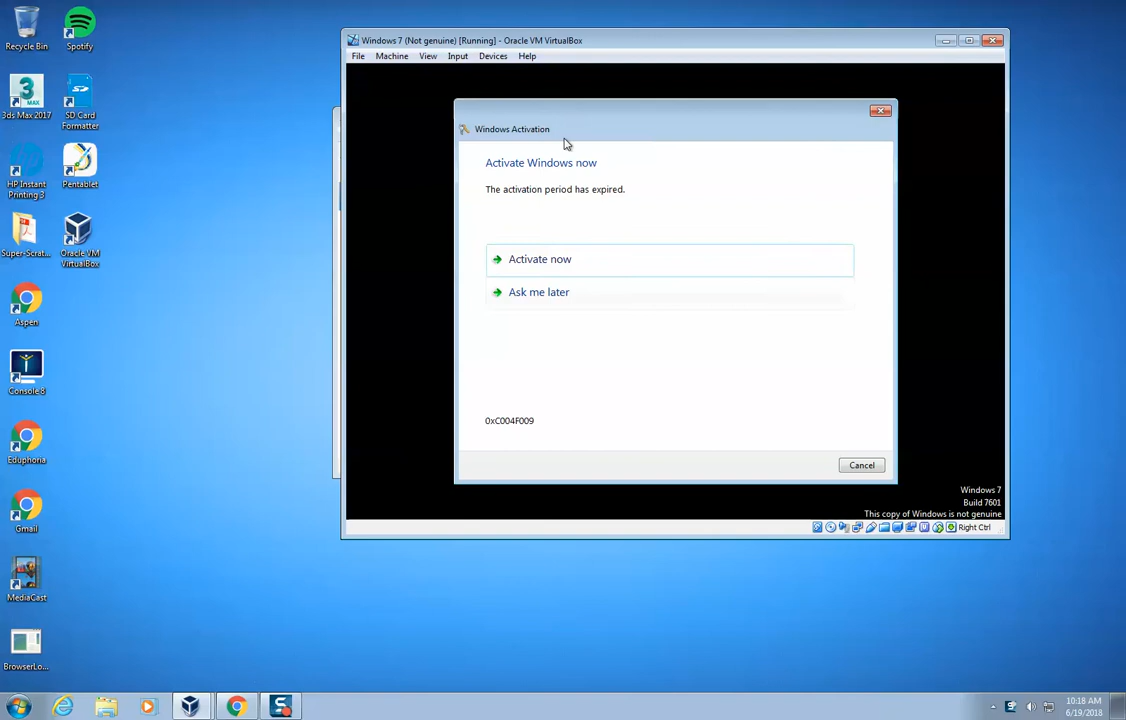 Recycle Bin
Spotify
3ds Max 2017
SD Card
Formatter
HP Instant
Printing 3
Pentablet
Super-Scrat...
Oracle VM
VirtualBox
Aspen
Console 8
Eduphoria
Gmail
MediaCast
BrowserLo...
Windows 7 (Not genuine) [Running] - Oracle VM VirtualBox
File Machine View Input Devices Help
Windows Activation
Activate Windows now
The activation period has expired.
Activate now
Ask me later
0xC004F009
Cancel
Windows 7
Build 7601
This copy of Windows is not genuine
Right Ctrl
10:18 AM
6/19/2018